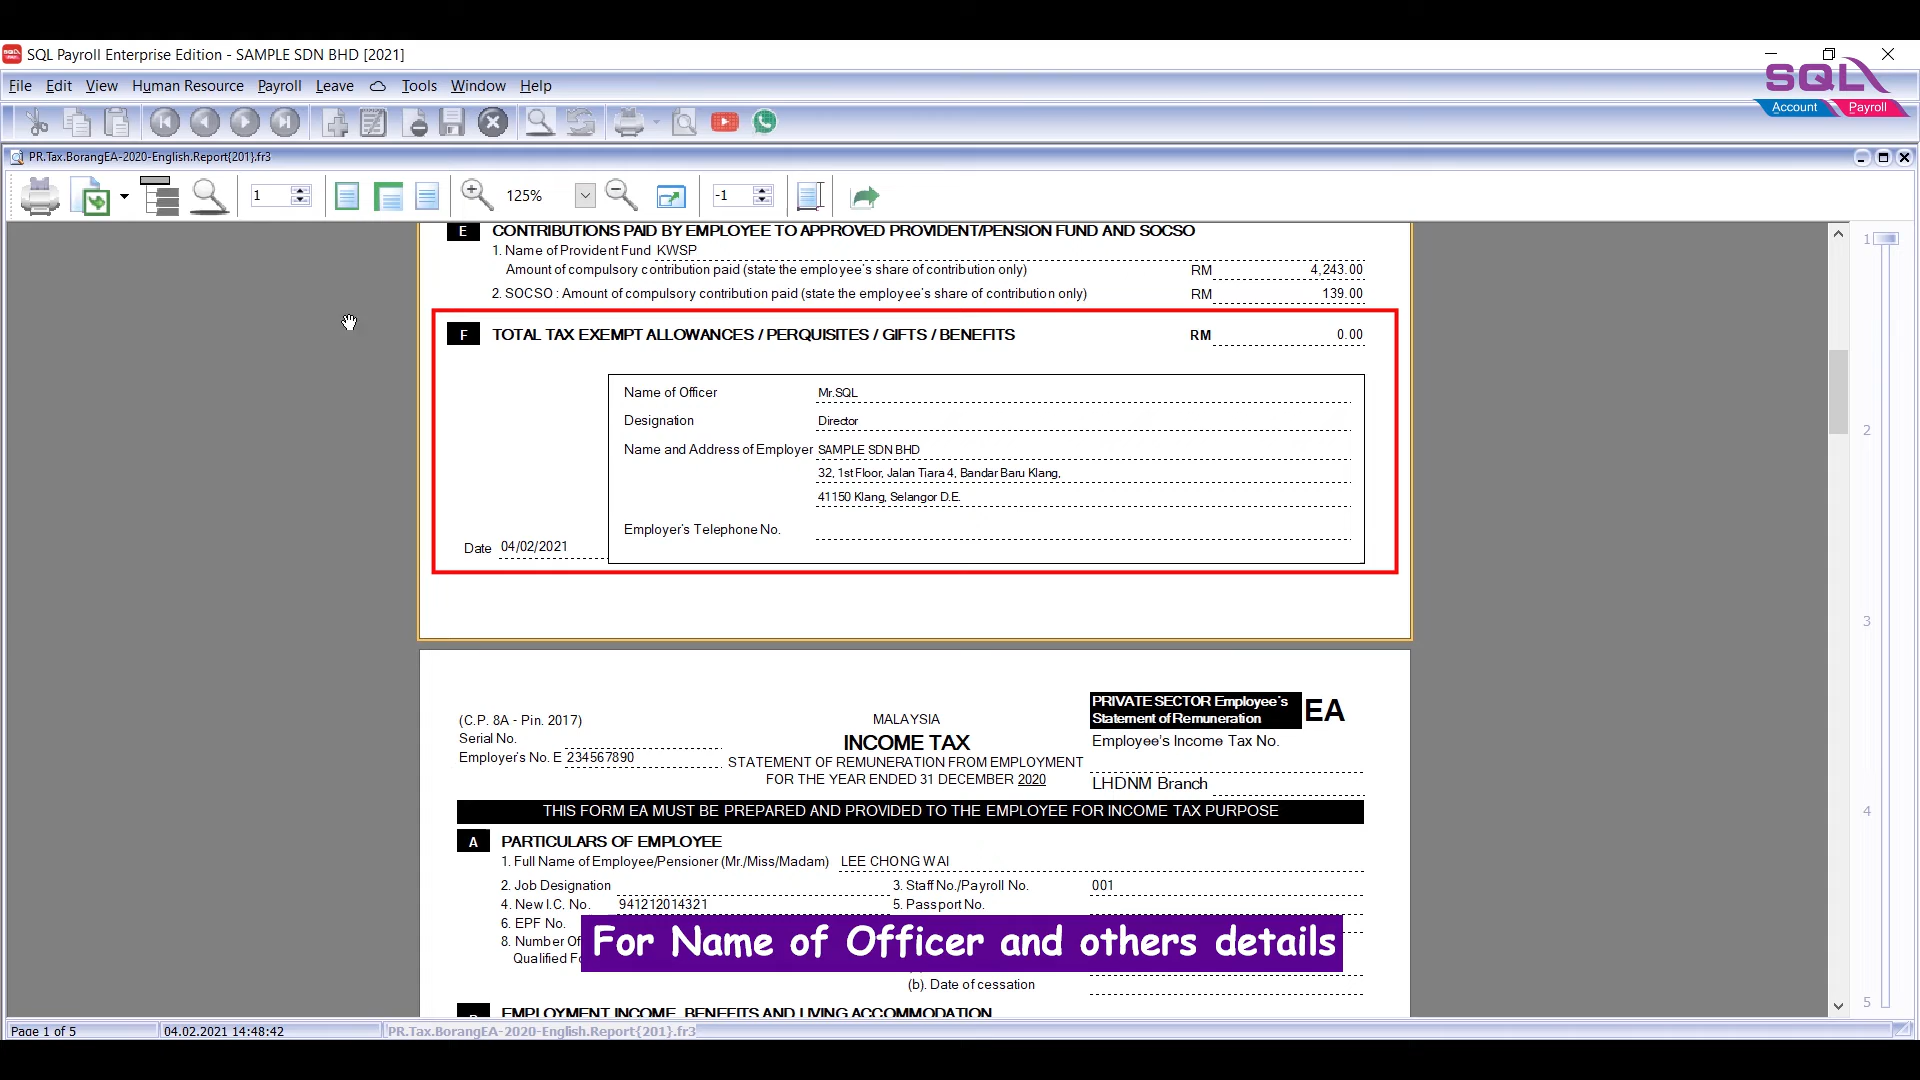 SQL Payroll Enterprise Edition - SAMPLE SDN BHD [2021]
File Edit View Human Resource Payroll Leave Tools Window Help
SQL
Account Payroll
PR.Tax.BorangEA-2020-English.Report{201}.fr3
1 125% -1
E CONTRIBUTIONS PAID BY EMPLOYEE TO APPROVED PROVIDENT/PENSION FUND AND SOCSO
1. Name of Provident Fund KWSP
Amount of compulsory contribution paid (state the employee's share of contribution only) RM 4,243.00
2. SOCSO : Amount of compulsory contribution paid (state the employee's share of contribution only) RM 139.00
F TOTAL TAX EXEMPT ALLOWANCES / PERQUISITES / GIFTS / BENEFITS RM 0.00
Name of Officer Mr.SQL
Designation Director
Name and Address of Employer SAMPLE SDN BHD
32, 1st Floor, Jalan Tiara 4, Bandar Baru Klang,
41150 Klang, Selangor D.E.
Employer's Telephone No.
Date 04/02/2021
(C.P. 8A - Pin. 2017)
Serial No.
Employer's No. E 234567890
MALAYSIA
INCOME TAX
STATEMENT OF REMUNERATION FROM EMPLOYMENT
FOR THE YEAR ENDED 31 DECEMBER 2020
PRIVATE SECTOR Employee's
Statement of Remuneration
EA
Employee's Income Tax No.
LHDNM Branch
THIS FORM EA MUST BE PREPARED AND PROVIDED TO THE EMPLOYEE FOR INCOME TAX PURPOSE
A PARTICULARS OF EMPLOYEE
1. Full Name of Employee/Pensioner (Mr./Miss/Madam) LEE CHONG WAI
2. Job Designation 3. Staff No./Payroll No. 001
4. New I.C. No. 941212014321 5. Passport No.
6. EPF No.
8. Number Of
Qualified
For Name of Officer and others details
(b). Date of cessation
EMPLOYMENT INCOME, BENEFITS AND LIVING ACCOMMODATION
1
2
3
4
5
Page 1 of 5 04.02.2021 14:48:42 PR.Tax.BorangEA-2020-English.Report{201}.fr3